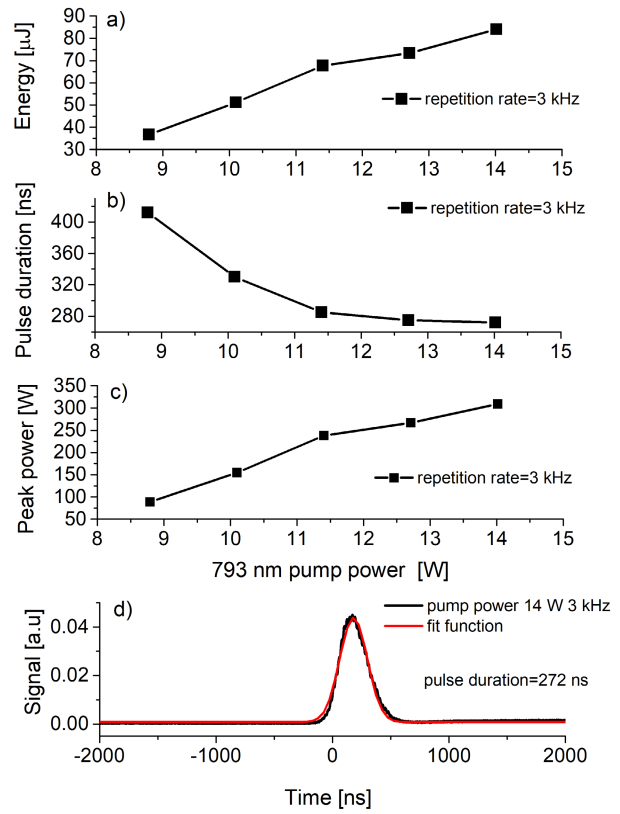 a)
Energy [µJ]
90
80
70
60
50
40
30
repetition rate=3 kHz
8 9 10 11 12 13 14 15
b)
Pulse duration [ns]
400
360
320
280
repetition rate=3 kHz
8 9 10 11 12 13 14 15
c)
Peak power [W]
350
300
250
200
150
100
50
repetition rate=3 kHz
8 9 10 11 12 13 14 15
793 nm pump power [W]
d)
Signal [a.u]
0.04
0.02
0.00
pump power 14 W 3 kHz
fit function
pulse duration=272 ns
-2000 -1000 0 1000 2000
Time [ns]